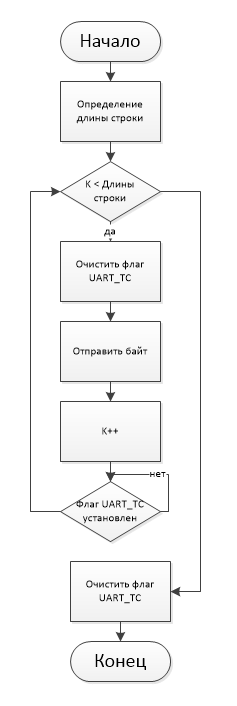 Начало
Определение
длины строки
K < Длины
строки
да
Очистить флаг
UART_TC
Отправить байт
K++
нет
Флаг UART_TC
установлен
Очистить флаг
UART_TC
Конец